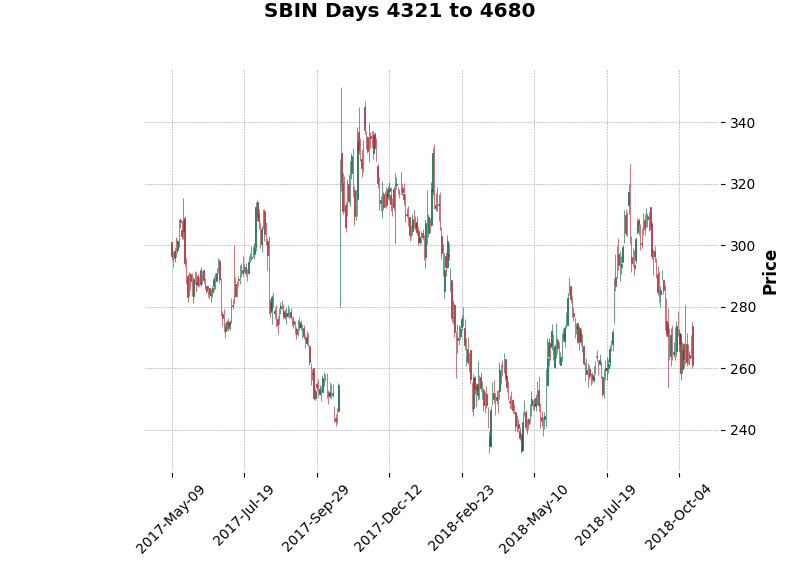 SBIN Days 4321 to 4680
340
320
300
280
260
240
Price
2017-May-09
2017-Jul-19
2017-Sep-29
2017-Dec-12
2018-Feb-23
2018-May-10
2018-Jul-19
2018-Oct-04